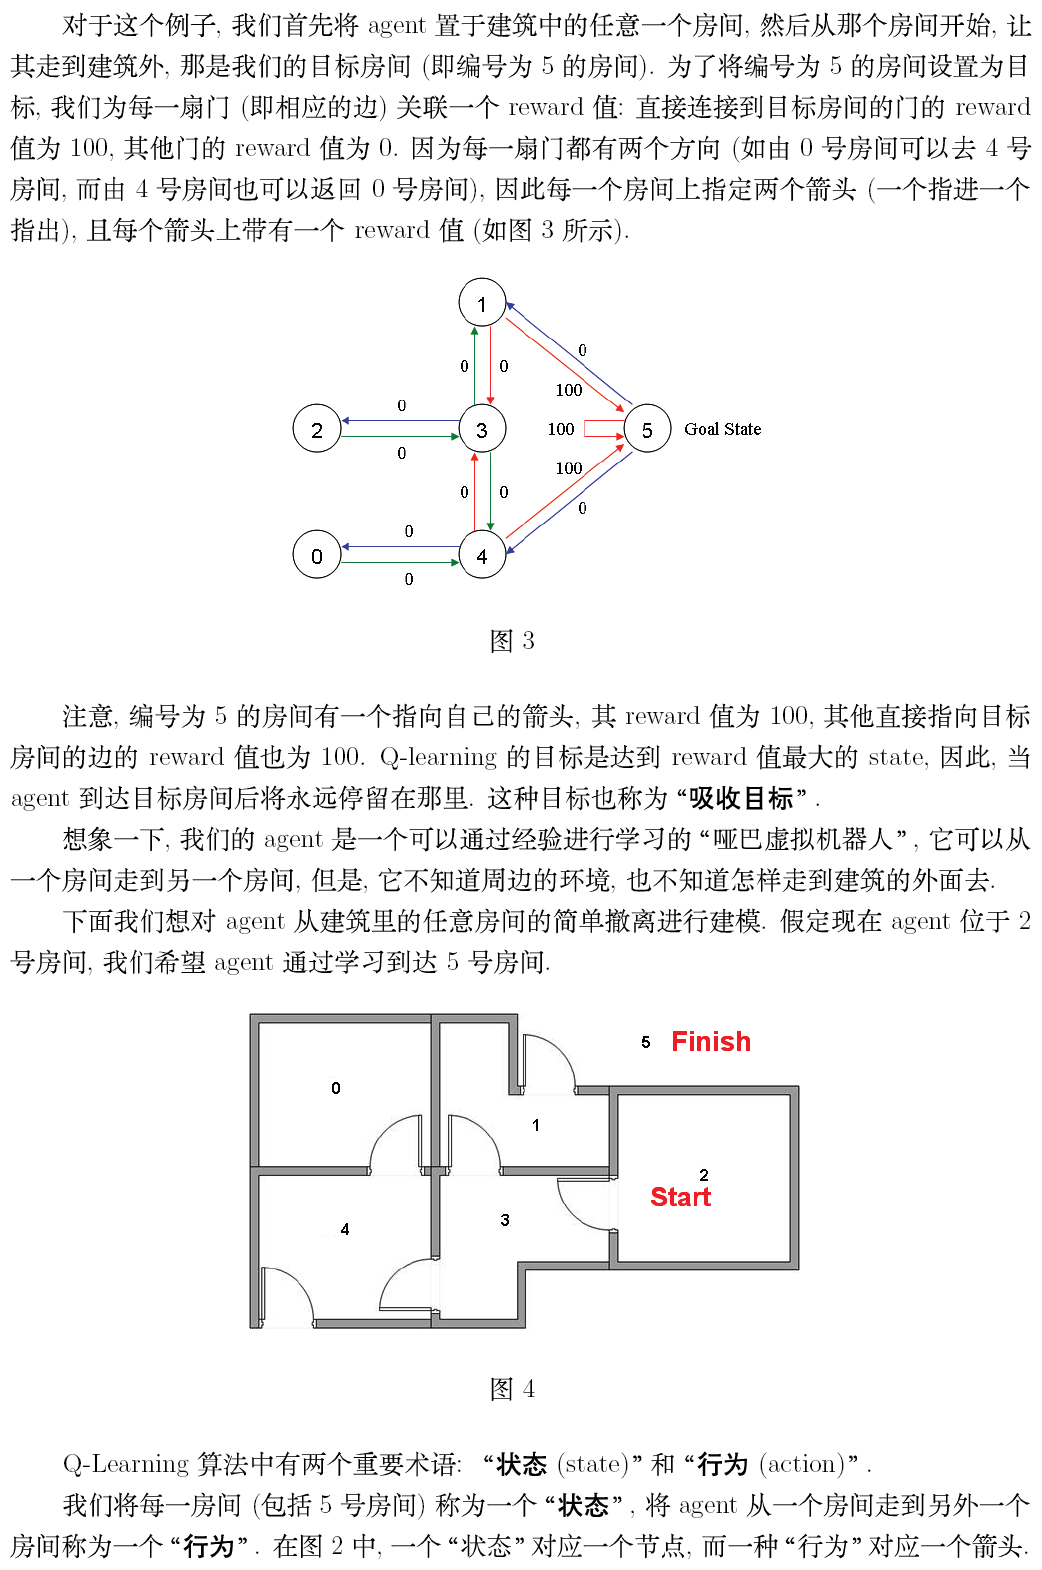 对于这个例子, 我们首先将 agent 置于建筑中的任意一个房间, 然后从那个房间开始, 让
其走到建筑外, 那是我们的目标房间 (即编号为 5 的房间). 为了将编号为 5 的房间设置为目
标, 我们为每一扇门 (即相应的边) 关联一个 reward 值: 直接连接到目标房间的门的 reward
值为 100, 其他门的 reward 值为 0. 因为每一扇门都有两个方向 (如由 0 号房间可以去 4 号
房间, 而由 4 号房间也可以返回 0 号房间), 因此每一个房间上指定两个箭头 (一个指进一个
指出), 且每个箭头上带有一个 reward 值 (如图 3 所示).
1
0
0 0
100
0
2 3 100 5 Goal State
0
100
0 0
0
0
0 4
0
图 3
注意, 编号为 5 的房间有一个指向自己的箭头, 其 reward 值为 100, 其他直接指向目标
房间的边的 reward 值也为 100. Q-learning 的目标是达到 reward 值最大的 state, 因此, 当
agent 到达目标房间后将永远停留在那里. 这种目标也称为 “吸收目标” .
想象一下, 我们的 agent 是一个可以通过经验进行学习的 “哑巴虚拟机器人” , 它可以从
一个房间走到另一个房间, 但是, 它不知道周边的环境, 也不知道怎样走到建筑的外面去.
下面我们想对 agent 从建筑里的任意房间的简单撤离进行建模. 假定现在 agent 位于 2
号房间, 我们希望 agent 通过学习到达 5 号房间.
5 Finish
0
1
2
Start
3
4
图 4
Q-Learning 算法中有两个重要术语: “状态 (state)” 和 “行为 (action)” .
我们将每一房间 (包括 5 号房间) 称为一个 “状态” , 将 agent 从一个房间走到另外一个
房间称为一个 “行为” . 在图 2 中, 一个 “状态” 对应一个节点, 而一种 “行为” 对应一个箭头.